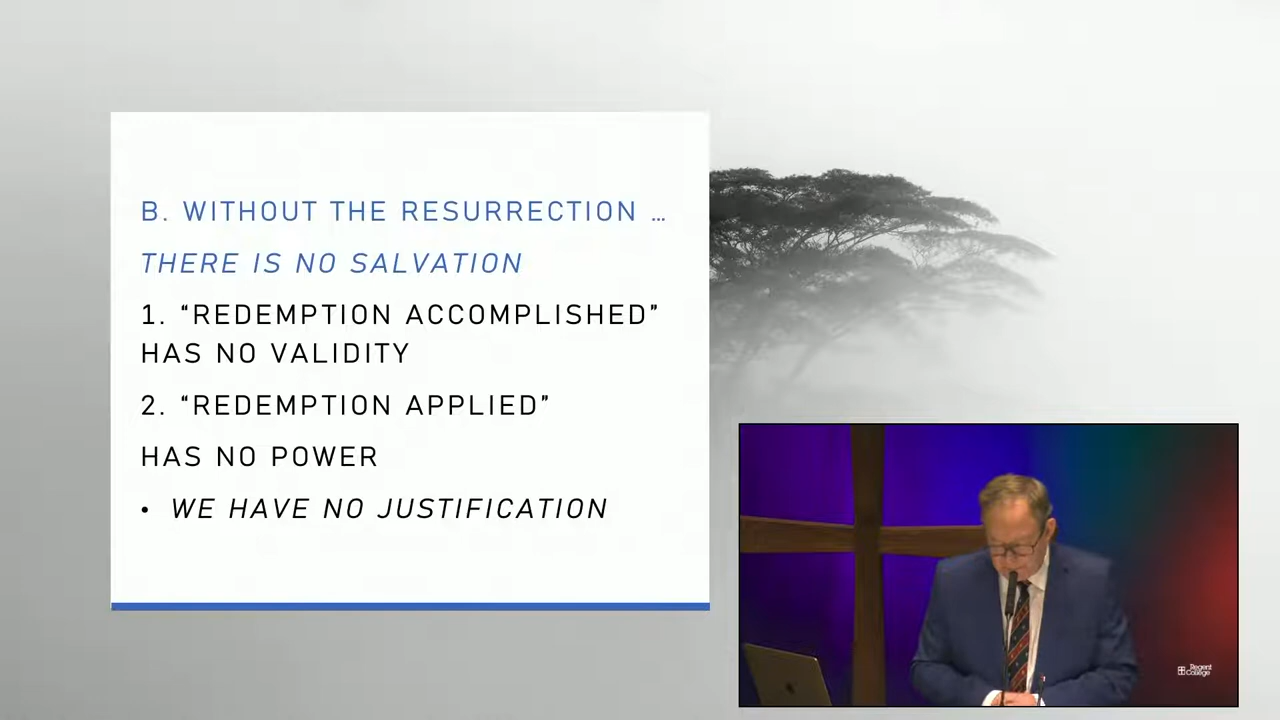 B. WITHOUT THE RESURRECTION …
THERE IS NO SALVATION
1. “REDEMPTION ACCOMPLISHED”
HAS NO VALIDITY
2. “REDEMPTION APPLIED”
HAS NO POWER
• WE HAVE NO JUSTIFICATION
Regent
College